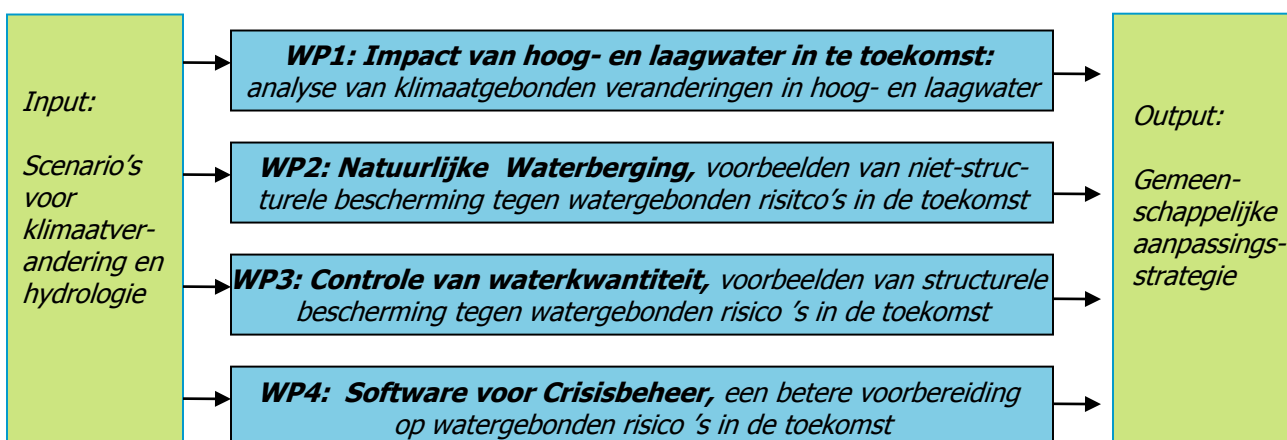 Input:
Scenario's
voor
klimaatver-
andering en
hydrologie
WP1: Impact van hoog- en laagwater in te toekomst:
analyse van klimaatgebonden veranderingen in hoog- en laagwater
WP2: Natuurlijke Waterberging, voorbeelden van niet-struc-
turele bescherming tegen watergebonden risitco's in de toekomst
WP3: Controle van waterkwantiteit, voorbeelden van structurele
bescherming tegen watergebonden risico 's in de toekomst
WP4: Software voor Crisisbeheer, een betere voorbereiding
op watergebonden risico 's in de toekomst
Output:
Gemeen-
schappelijke
aanpassings-
strategie